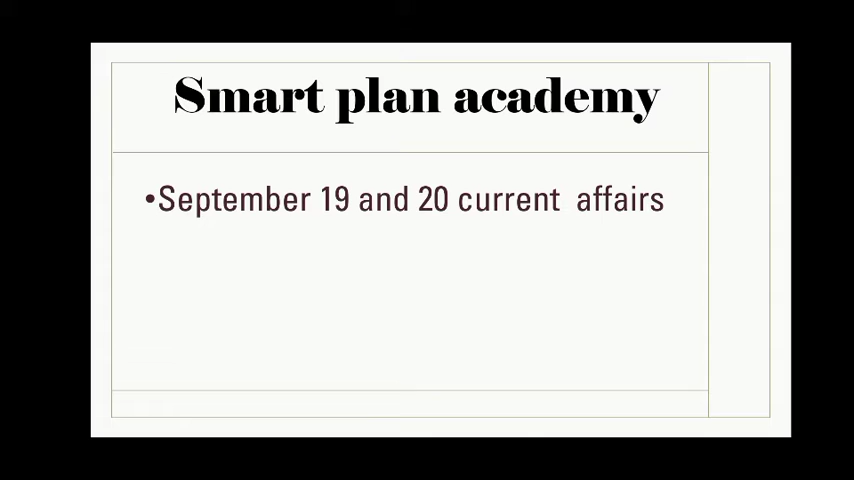 Smart plan academy
•September 19 and 20 current  affairs